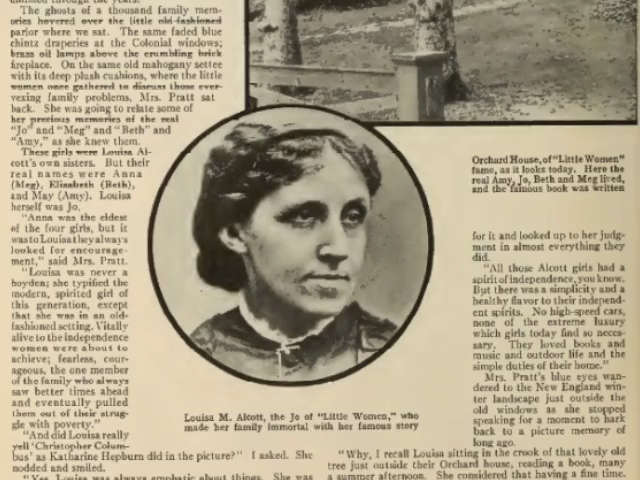 The ghosts of a thousand family mem-
ories hovered over the little old-fashioned
parlor where we sat. The same faded blue
chintz draperies at the Colonial windows;
brass oil lamps above the crumbling brick
fireplace. On the same old mahogany settee
with its deep plush cushions, where the little
women once gathered to discuss those ever-
vexing family problems, Mrs. Pratt sat
back. She was going to relate some of
her precious memories of the real
"Jo" and "Meg" and "Beth" and
"Amy," as she knew them.
These girls were Louisa Al-
cott's own sisters. But their
real names were Anna
(Meg), Elizabeth (Beth),
and May (Amy). Louisa
herself was Jo.
"Anna was the eldest
of the four girls, but it
was to Louisa they always
looked for encourage-
ment," said Mrs. Pratt.
"Louisa was never a
hoyden; she typified the
modern, spirited girl of
this generation, except
that she was in an old-
fashioned setting. Vitally
alive to the independence
women were about to
achieve; fearless, cour-
ageous, the one member
of the family who always
saw better times ahead
and eventually pulled
them out of their strug-
gle with poverty."
"And did Louisa really
yell 'Christopher Colum-
bus' as Katharine Hepburn did in the picture?" I asked. She
nodded and smiled.
"Yes, Louisa was always emphatic about things. She was
Louisa M. Alcott, the Jo of "Little Women," who
made her family immortal with her famous story
Orchard House, of "Little Women"
fame, as it looks today. Here the
real Amy, Jo, Beth and Meg lived,
and the famous book was written
for it and looked up to her judg-
ment in almost everything they
did.
"All those Alcott girls had a
spirit of independence, you know.
But there was a simplicity and a
healthy flavor to their independ-
ent spirits. No high-speed cars,
none of the extreme luxury
which girls today find so neces-
sary. They loved books and
music and outdoor life and the
simple duties of their home."
Mrs. Pratt's blue eyes wan-
dered to the New England win-
ter landscape just outside the
old windows as she stopped
speaking for a moment to hark
back to a picture memory of
long ago.
"Why, I recall Louisa sitting in the crook of that lovely old
tree just outside their Orchard house, reading a book, many
a summer afternoon. She considered that having a fine time.